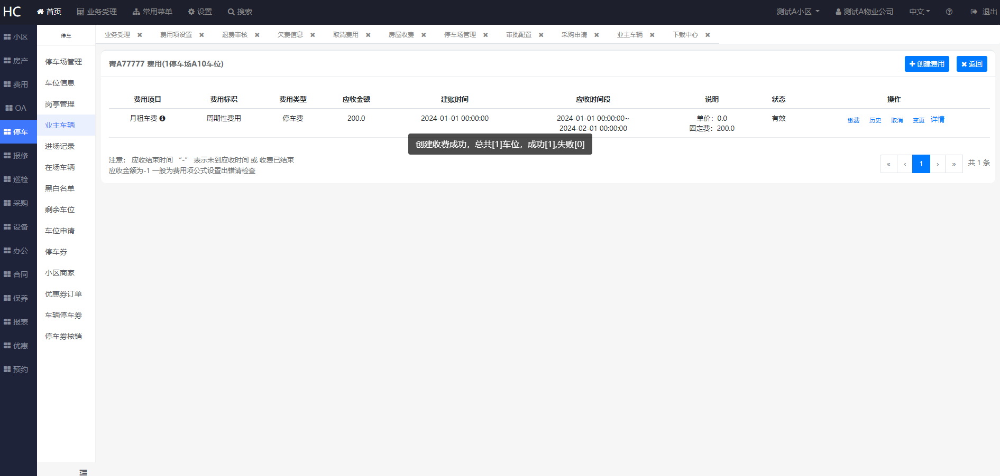 HC 首页 业务受理 常用菜单 设置 搜索 测试A小区 测试A物业公司 中文 退出
小区
房产
费用
OA
停车
报修
巡检
采购
设备
办公
合同
保养
报表
优惠
预约
停车
停车场管理
车位信息
岗亭管理
业主车辆
进场记录
在场车辆
黑白名单
剩余车位
车位申请
停车券
小区商家
优惠券订单
车辆停车券
停车券核销
业务受理 费用项设置 退费审核 欠费信息 取消费用 房屋收费 停车场管理 审批配置 采购申请 业主车辆 下载中心
青A77777 费用(1停车场A10车位) 创建费用 返回
费用项目 费用标识 费用类型 应收金额 建账时间 应收时间段 说明 状态 操作
月租车费 周期性费用 停车费 200.0 2024-01-01 00:00:00 2024-01-01 00:00:00~ 单价：0.0 有效 缴费 历史 取消 变更 详情
2024-02-01 00:00:00 固定费：200.0
创建收费成功，总共[1]车位，成功[1],失败[0]
注意： 应收结束时间 “-” 表示未到应收时间 或 收费已结束
应收金额为-1 一般为费用项公式设置出错请检查
« ‹ 1 › » 共 1 条